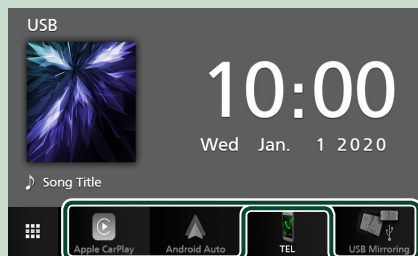 USB
10:00
Wed Jan. 1 2020
Song Title
Apple CarPlay Android Auto TEL USB Mirroring